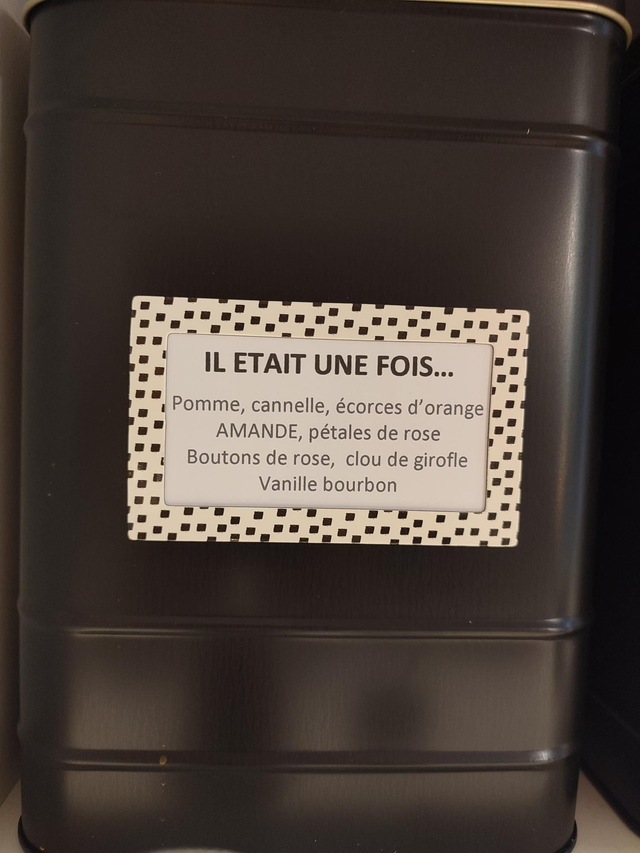 IL ETAIT UNE FOIS...
Pomme, cannelle, écorces d'orange
AMANDE, pétales de rose
Boutons de rose, clou de girofle
Vanille bourbon